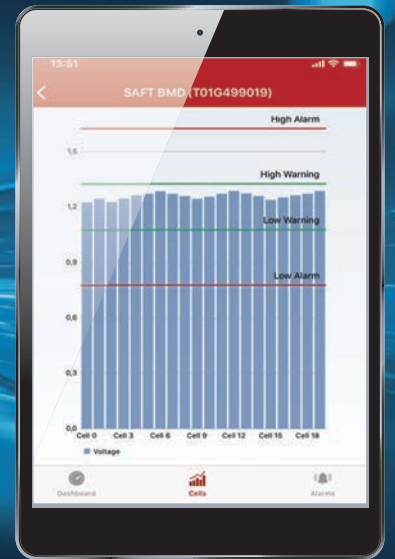 13:51
SAFT BMD (T01G499019)
High Alarm
1,5
High Warning
1,2
Low Warning
0,9
Low Alarm
0,6
0,3
0,0
Cell 0 Cell 3 Cell 6 Cell 9 Cell 12 Cell 15 Cell 18
Voltage
Dashboard Cells Alarms